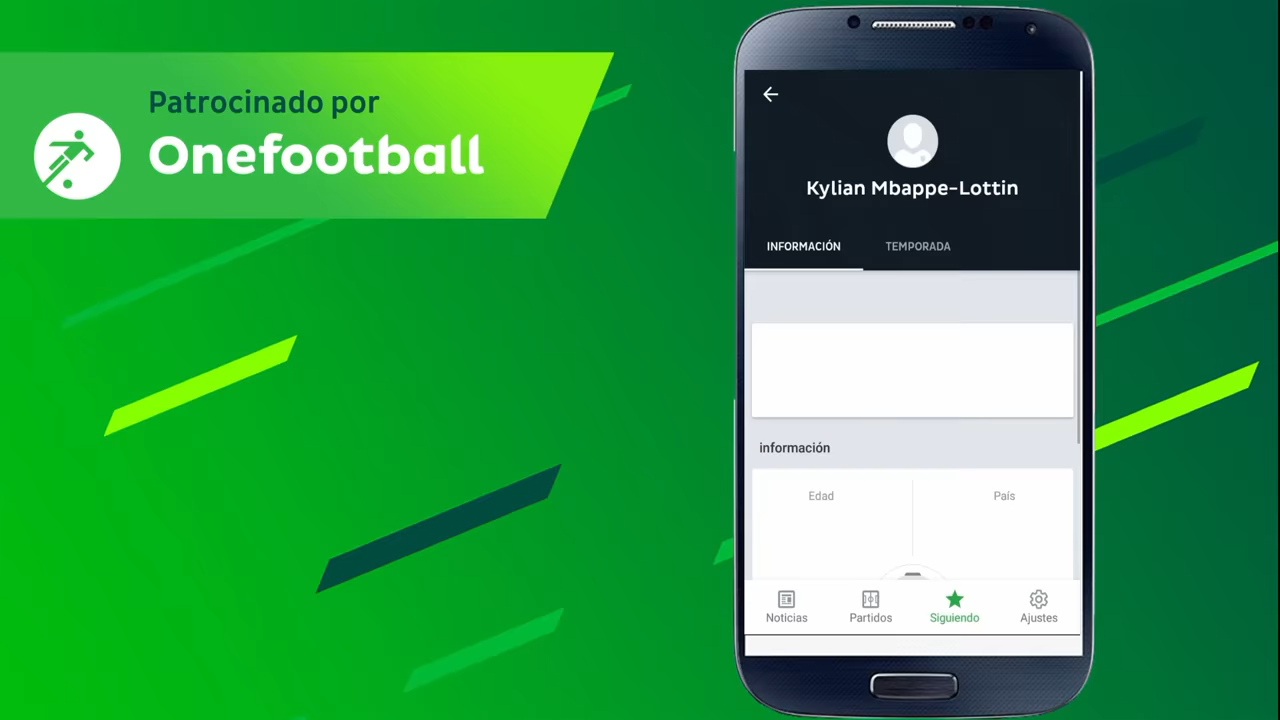 Patrocinado por
Onefootball
Kylian Mbappe-Lottin
INFORMACIÓN
TEMPORADA
información
Edad
País
Noticias
Partidos
Siguiendo
Ajustes